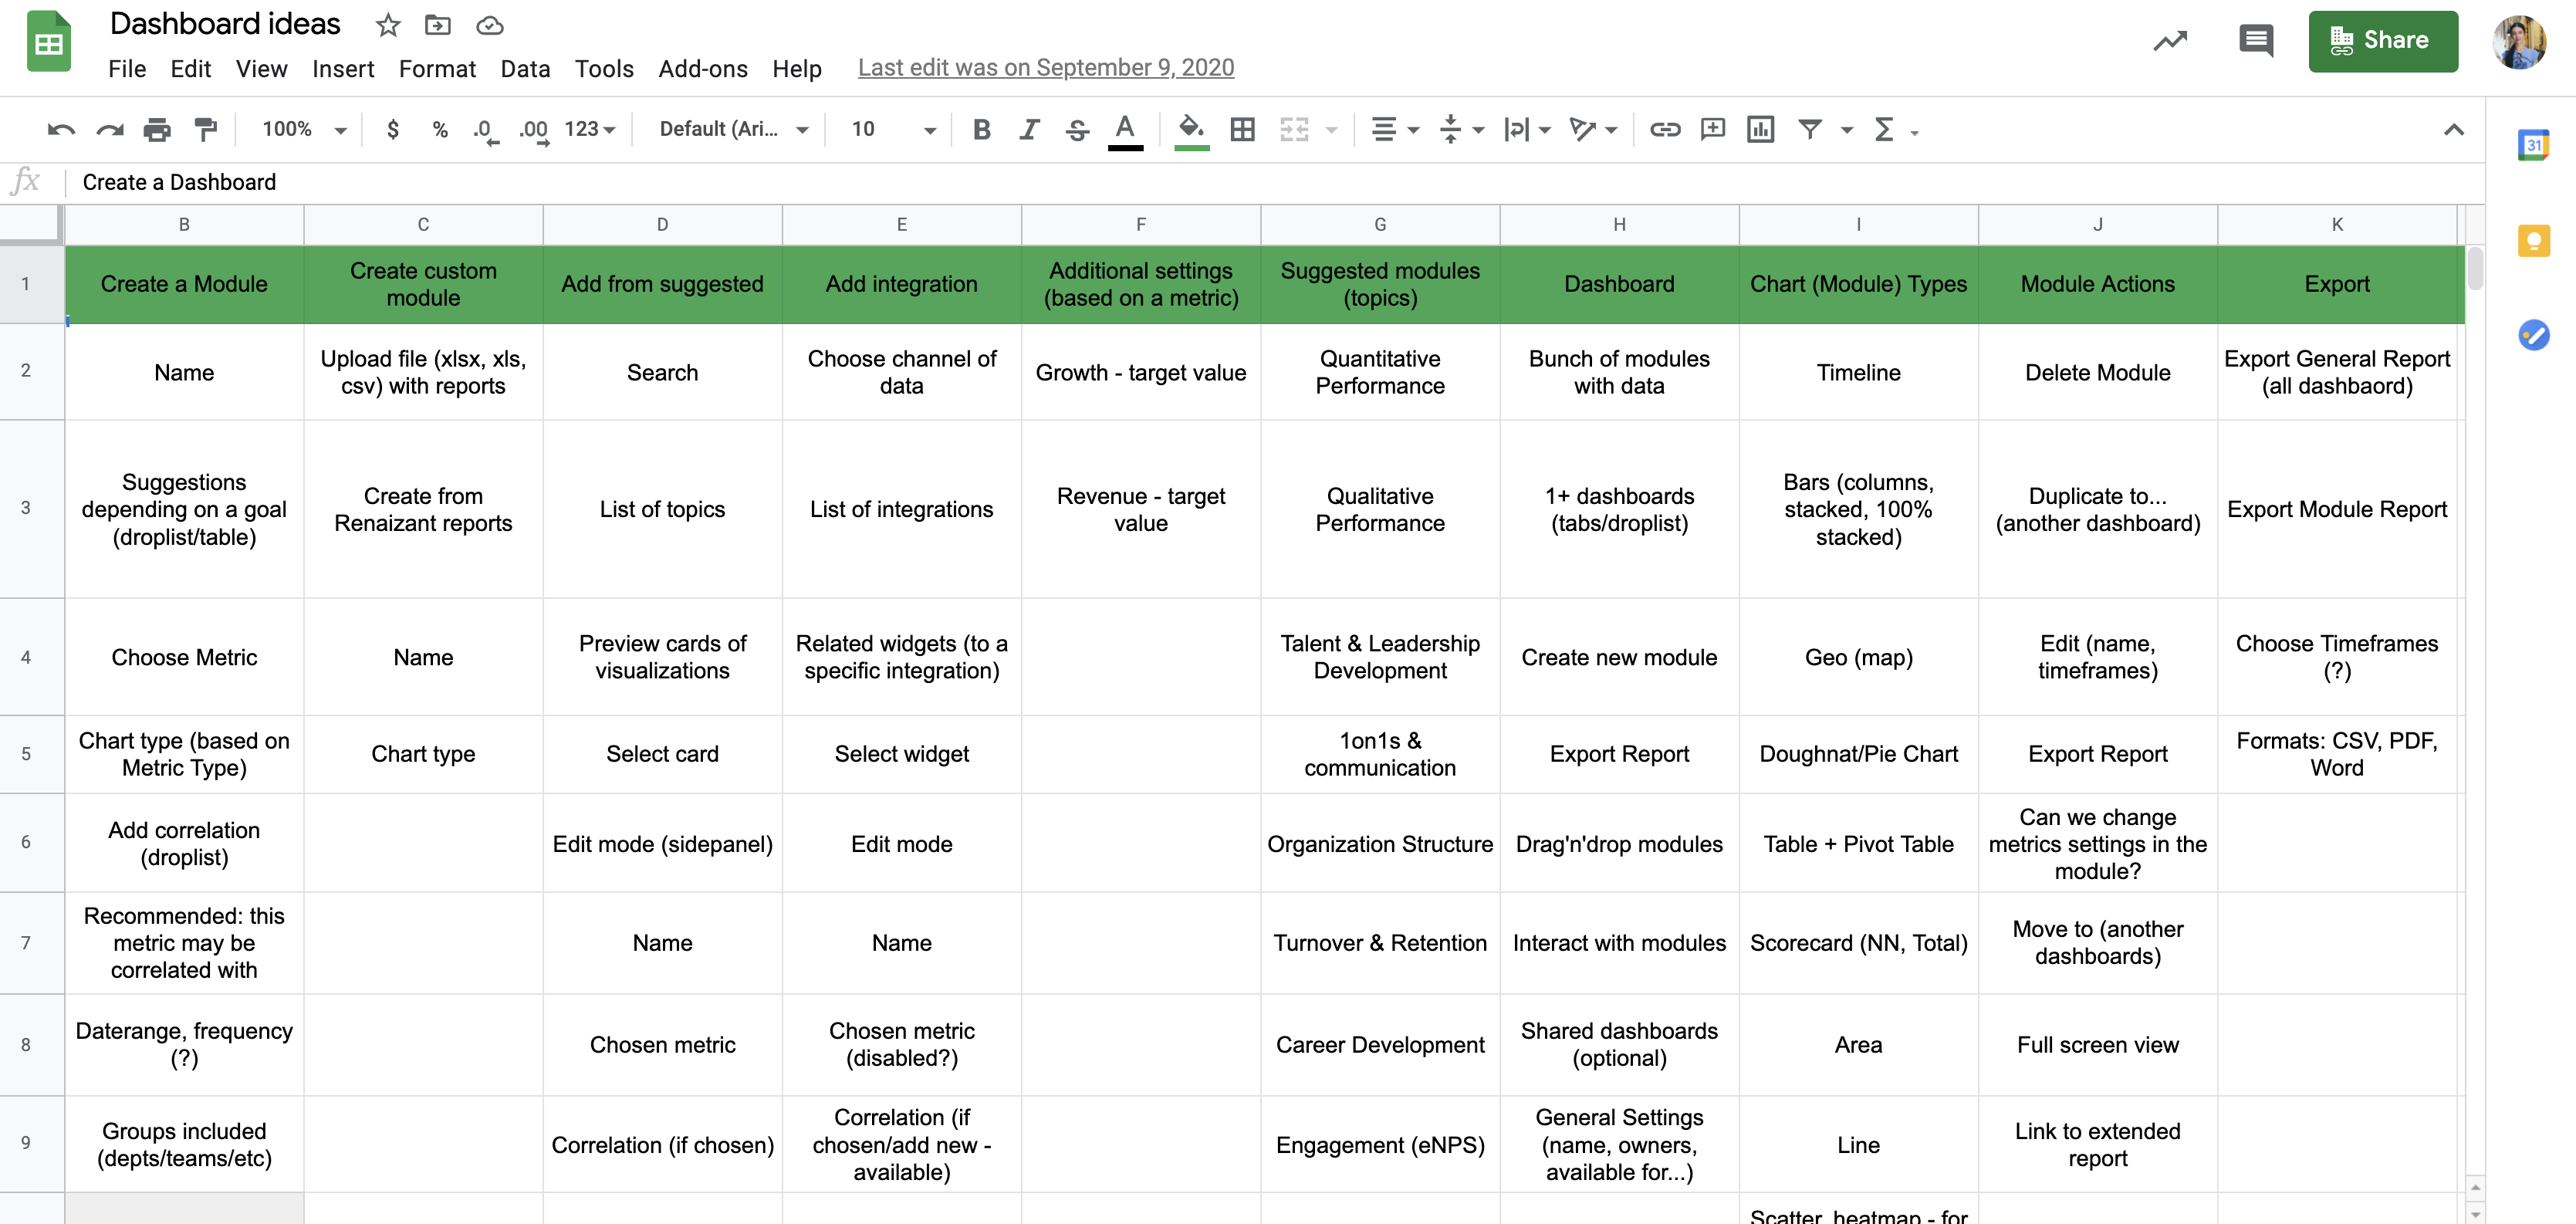 Dashboard ideas
File Edit View Insert Format Data Tools Add-ons Help Last edit was on September 9, 2020
Share
100% $ % .0 .00 123 Default (Ari... 10 B I S A Σ
31
fx Create a Dashboard
B C D E F G H I J K
1
Create a Module
Create custom
module
Add from suggested
Add integration
Additional settings
(based on a metric)
Suggested modules
(topics)
Dashboard
Chart (Module) Types
Module Actions
Export
2
Name
Upload file (xlsx, xls,
csv) with reports
Search
Choose channel of
data
Growth - target value
Quantitative
Performance
Bunch of modules
with data
Timeline
Delete Module
Export General Report
(all dashbaord)
3
Suggestions
depending on a goal
(droplist/table)
Create from
Renaizant reports
List of topics
List of integrations
Revenue - target
value
Qualitative
Performance
1+ dashboards
(tabs/droplist)
Bars (columns,
stacked, 100%
stacked)
Duplicate to...
(another dashboard)
Export Module Report
4
Choose Metric
Name
Preview cards of
visualizations
Related widgets (to a
specific integration)
Talent & Leadership
Development
Create new module
Geo (map)
Edit (name,
timeframes)
Choose Timeframes
(?)
5
Chart type (based on
Metric Type)
Chart type
Select card
Select widget
1on1s &
communication
Export Report
Doughnat/Pie Chart
Export Report
Formats: CSV, PDF,
Word
6
Add correlation
(droplist)
Edit mode (sidepanel)
Edit mode
Organization Structure
Drag'n'drop modules
Table + Pivot Table
Can we change
metrics settings in the
module?
7
Recommended: this
metric may be
correlated with
Name
Name
Turnover & Retention
Interact with modules
Scorecard (NN, Total)
Move to (another
dashboards)
8
Daterange, frequency
(?)
Chosen metric
Chosen metric
(disabled?)
Career Development
Shared dashboards
(optional)
Area
Full screen view
9
Groups included
(depts/teams/etc)
Correlation (if chosen)
Correlation (if
chosen/add new -
available)
Engagement (eNPS)
General Settings
(name, owners,
available for...)
Line
Link to extended
report
Scatter, heatmap - for